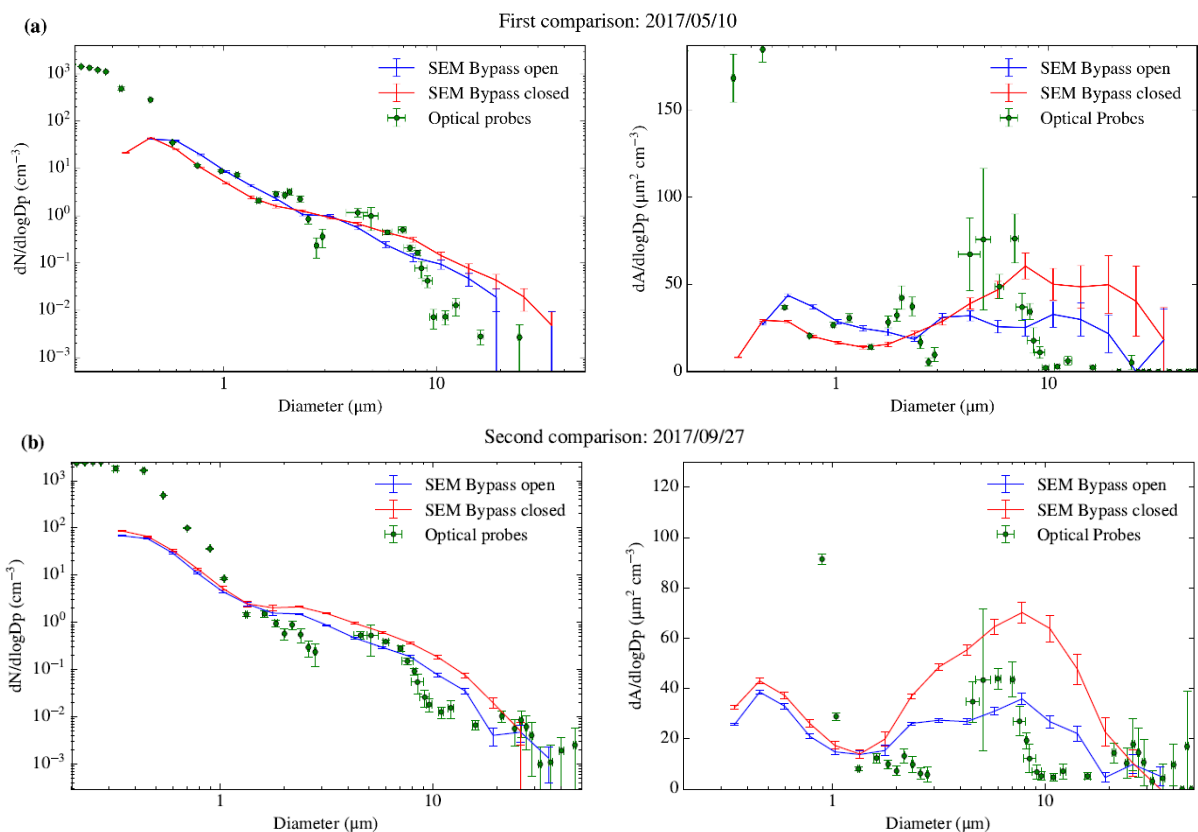 First comparison: 2017/05/10
(a)
10³
10²
10¹
10⁰
10⁻¹
10⁻²
10⁻³
dN/dlogDp (cm⁻³)
SEM Bypass open
SEM Bypass closed
Optical probes
1
10
Diameter (μm)
150
100
50
0
dA/dlogDp (μm² cm⁻³)
SEM Bypass open
SEM Bypass closed
Optical Probes
1
10
Diameter (μm)
Second comparison: 2017/09/27
(b)
10³
10²
10¹
10⁰
10⁻¹
10⁻²
10⁻³
dN/dlogDp (cm⁻³)
SEM Bypass open
SEM Bypass closed
Optical probes
1
10
Diameter (μm)
120
100
80
60
40
20
0
dA/dlogDp (μm² cm⁻³)
SEM Bypass open
SEM Bypass closed
Optical Probes
1
10
Diameter (μm)